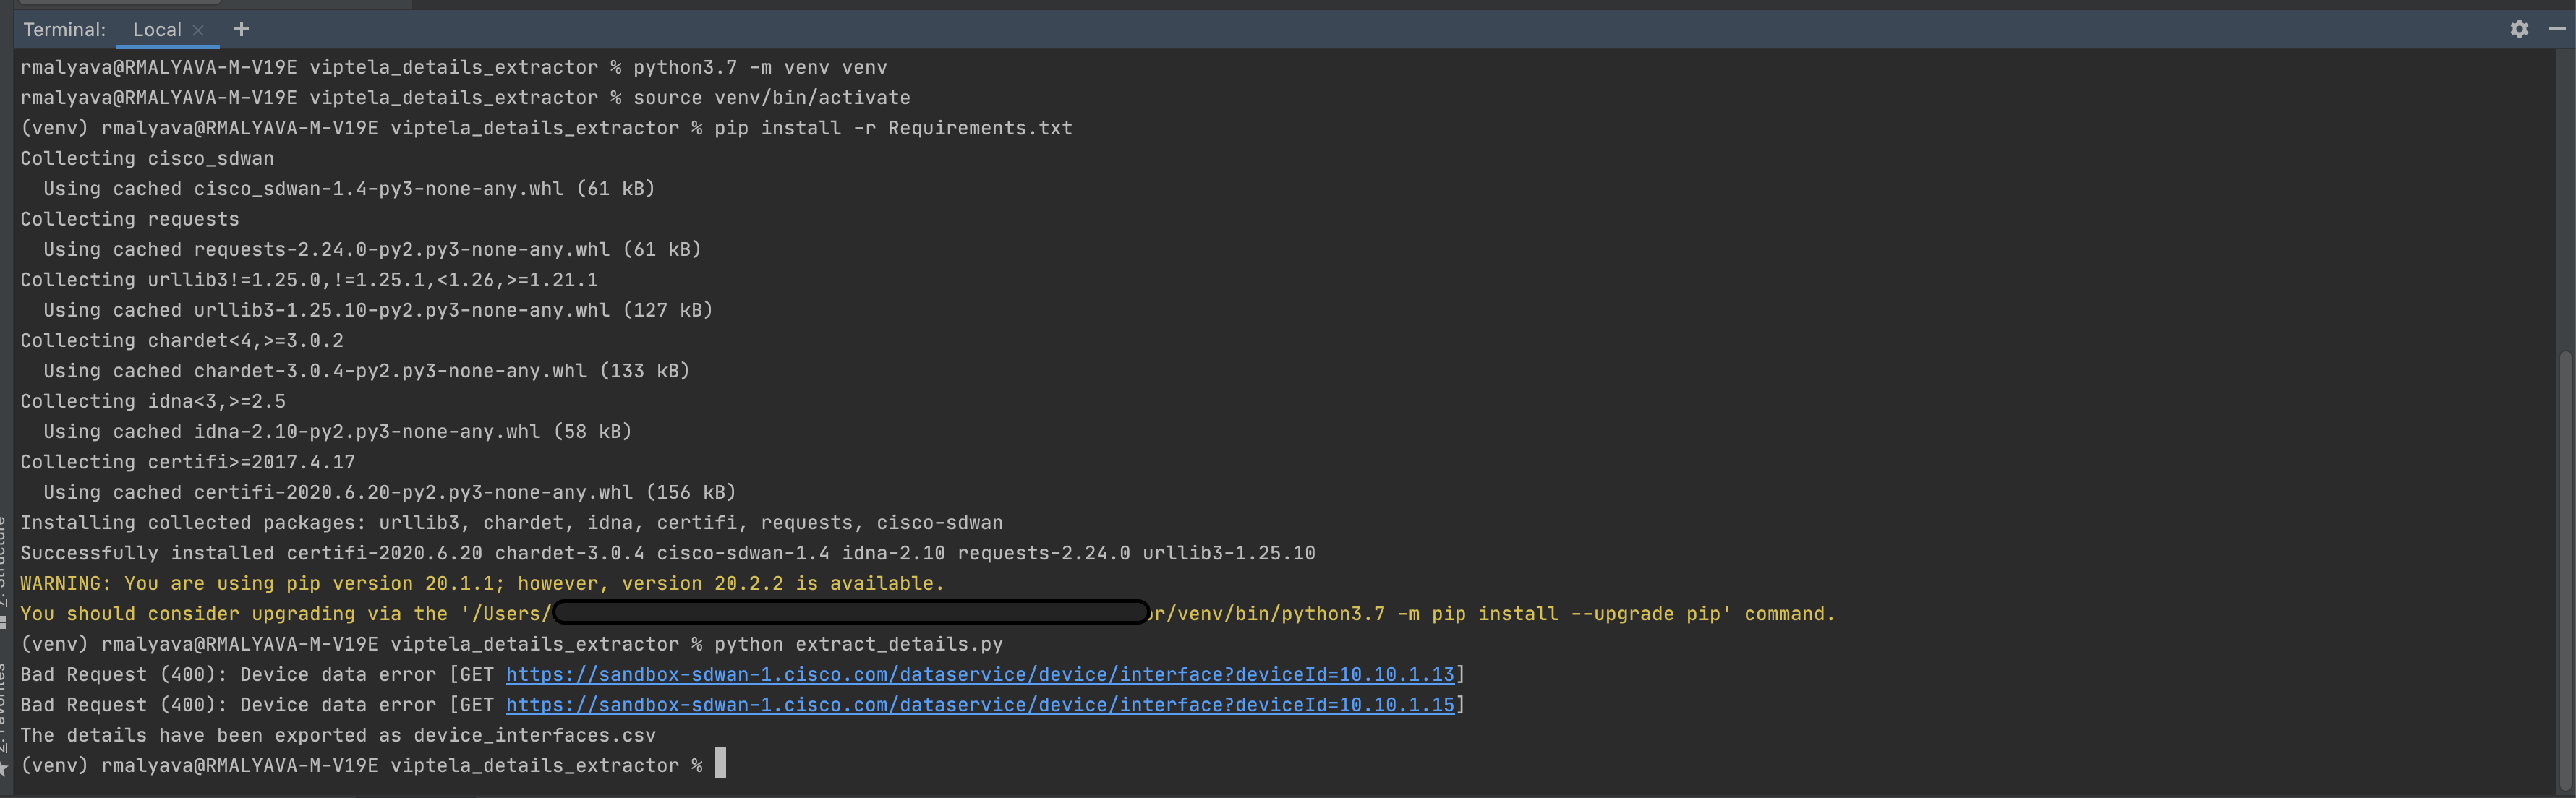 Terminal: Local × +
rmalyava@RMALYAVA-M-V19E viptela_details_extractor % python3.7 -m venv venv
rmalyava@RMALYAVA-M-V19E viptela_details_extractor % source venv/bin/activate
(venv) rmalyava@RMALYAVA-M-V19E viptela_details_extractor % pip install -r Requirements.txt
Collecting cisco_sdwan
  Using cached cisco_sdwan-1.4-py3-none-any.whl (61 kB)
Collecting requests
  Using cached requests-2.24.0-py2.py3-none-any.whl (61 kB)
Collecting urllib3!=1.25.0,!=1.25.1,<1.26,>=1.21.1
  Using cached urllib3-1.25.10-py2.py3-none-any.whl (127 kB)
Collecting chardet<4,>=3.0.2
  Using cached chardet-3.0.4-py2.py3-none-any.whl (133 kB)
Collecting idna<3,>=2.5
  Using cached idna-2.10-py2.py3-none-any.whl (58 kB)
Collecting certifi>=2017.4.17
  Using cached certifi-2020.6.20-py2.py3-none-any.whl (156 kB)
Installing collected packages: urllib3, chardet, idna, certifi, requests, cisco-sdwan
Successfully installed certifi-2020.6.20 chardet-3.0.4 cisco-sdwan-1.4 idna-2.10 requests-2.24.0 urllib3-1.25.10
WARNING: You are using pip version 20.1.1; however, version 20.2.2 is available.
You should consider upgrading via the '/Users/ r/venv/bin/python3.7 -m pip install --upgrade pip' command.
(venv) rmalyava@RMALYAVA-M-V19E viptela_details_extractor % python extract_details.py
Bad Request (400): Device data error [GET https://sandbox-sdwan-1.cisco.com/dataservice/device/interface?deviceId=10.10.1.13]
Bad Request (400): Device data error [GET https://sandbox-sdwan-1.cisco.com/dataservice/device/interface?deviceId=10.10.1.15]
The details have been exported as device_interfaces.csv
(venv) rmalyava@RMALYAVA-M-V19E viptela_details_extractor %